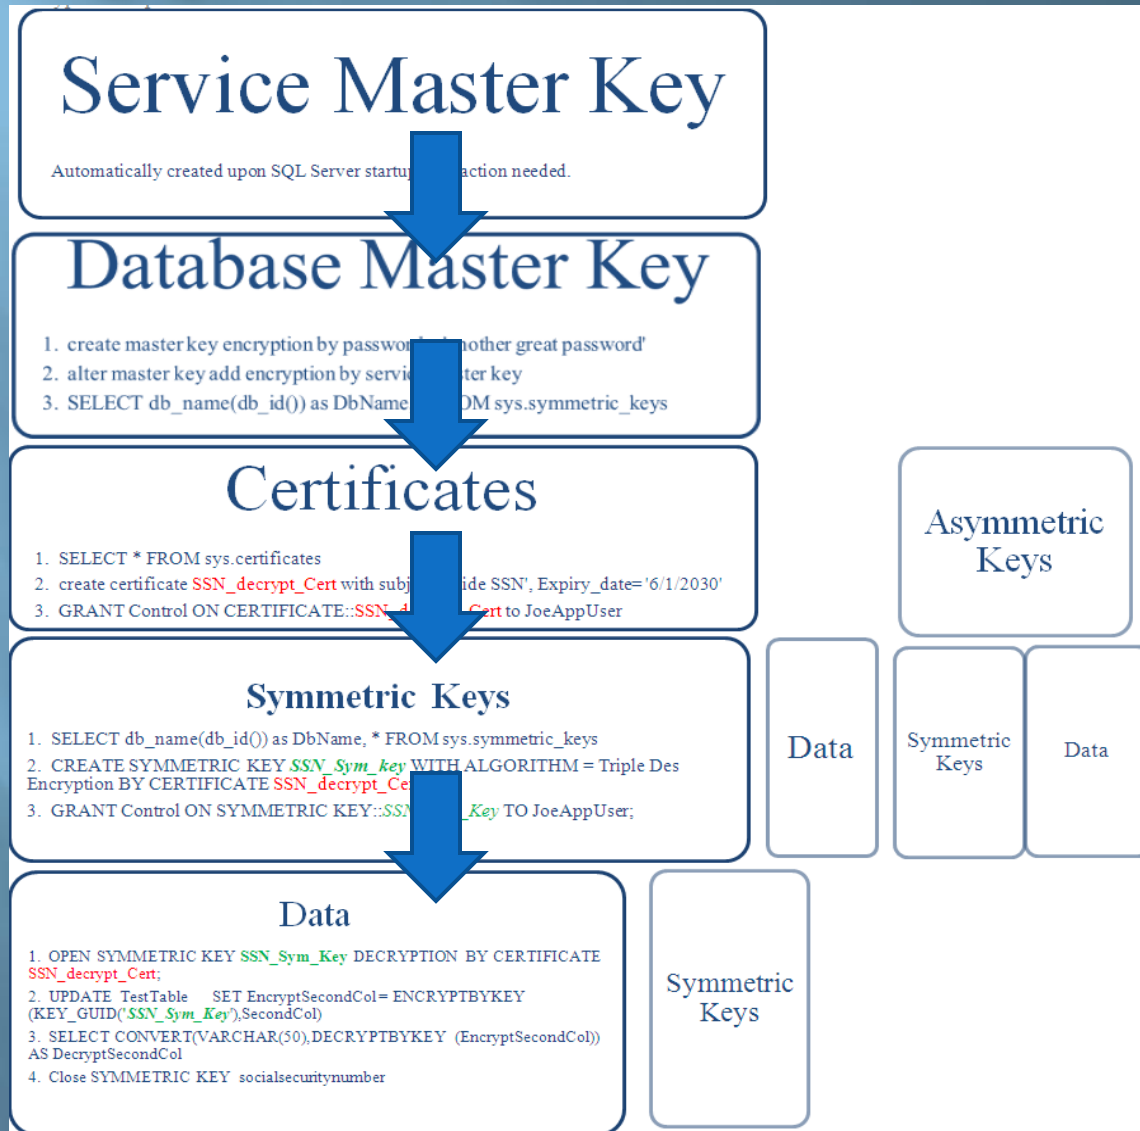 Service Master Key
Automatically created upon SQL Server startup action needed.
Database Master Key
1. create master key encryption by password nother great password'
2. alter master key add encryption by servi ter key
3. SELECT db_name(db_id()) as DbName OM sys.symmetric_keys
Certificates
1. SELECT * FROM sys.certificates
2. create certificate SSN_decrypt_Cert with subj ide SSN', Expiry_date= '6/1/2030'
3. GRANT Control ON CERTIFICATE::SSN_d Cert to JoeAppUser
Asymmetric
Keys
Symmetric Keys
1. SELECT db_name(db_id()) as DbName, * FROM sys.symmetric_keys
2. CREATE SYMMETRIC KEY SSN_Sym_key WITH ALGORITHM = Triple Des
Encryption BY CERTIFICATE SSN_decrypt_Ce
3. GRANT Control ON SYMMETRIC KEY::SSN _Key TO JoeAppUser;
Data
Symmetric
Keys
Data
Data
1. OPEN SYMMETRIC KEY SSN_Sym_Key DECRYPTION BY CERTIFICATE
SSN_decrypt_Cert;
2. UPDATE TestTable SET EncryptSecondCol= ENCRYPTBYKEY
(KEY_GUID('SSN_Sym_Key'),SecondCol)
3. SELECT CONVERT(VARCHAR(50),DECRYPTBYKEY (EncryptSecondCol))
AS DecryptSecondCol
4. Close SYMMETRIC KEY socialsecuritynumber
Symmetric
Keys